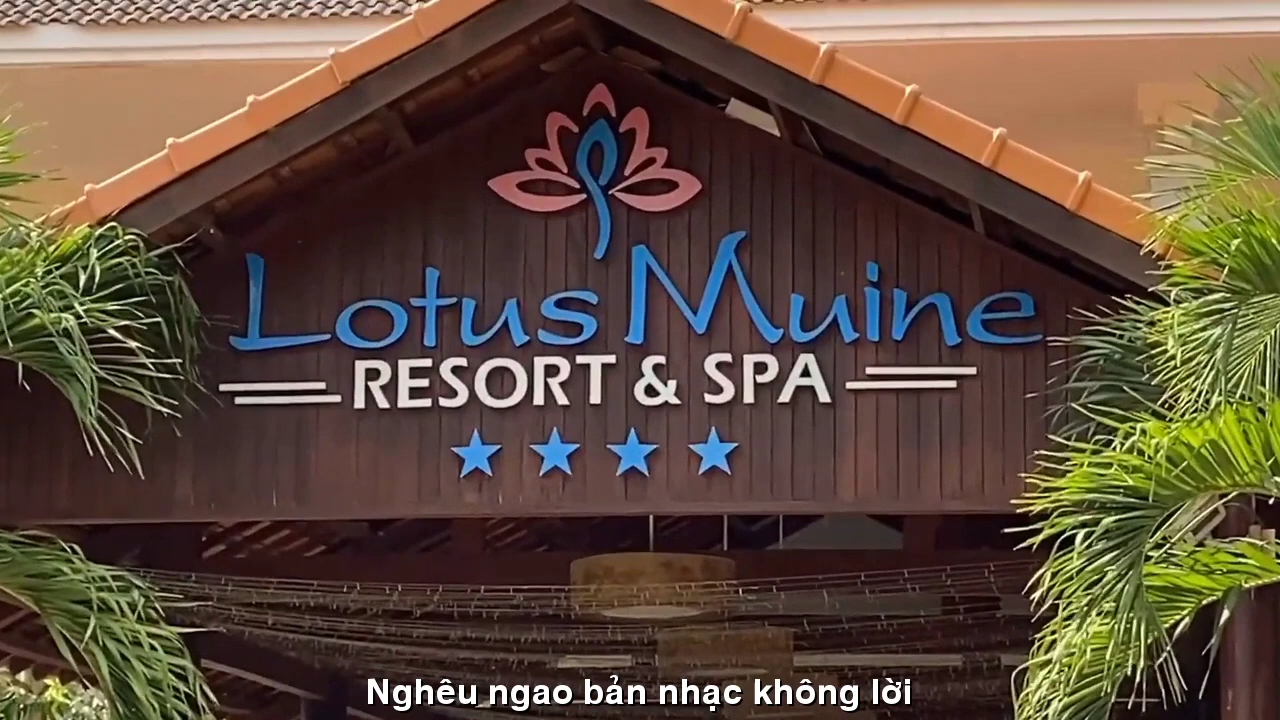 Lotus Muine
RESORT & SPA
Nghêu ngao bản nhạc không lời